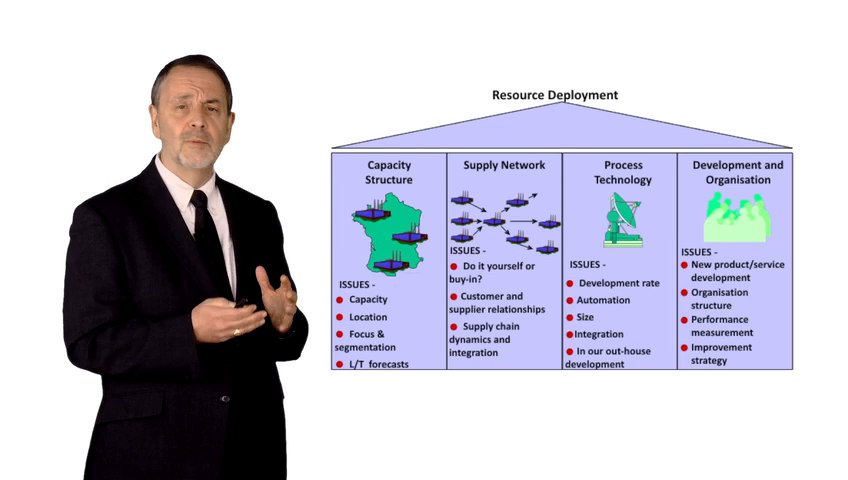 Resource Deployment
Capacity
Structure
ISSUES -
Capacity
Location
Focus &
segmentation
L/T forecasts
Supply Network
ISSUES -
Do it yourself or
buy-in?
Customer and
supplier relationships
Supply chain
dynamics and
integration
Process
Technology
ISSUES -
Development rate
Automation
Size
Integration
In our out-house
development
Development and
Organisation
ISSUES -
New product/service
development
Organisation
structure
Performance
measurement
Improvement
strategy